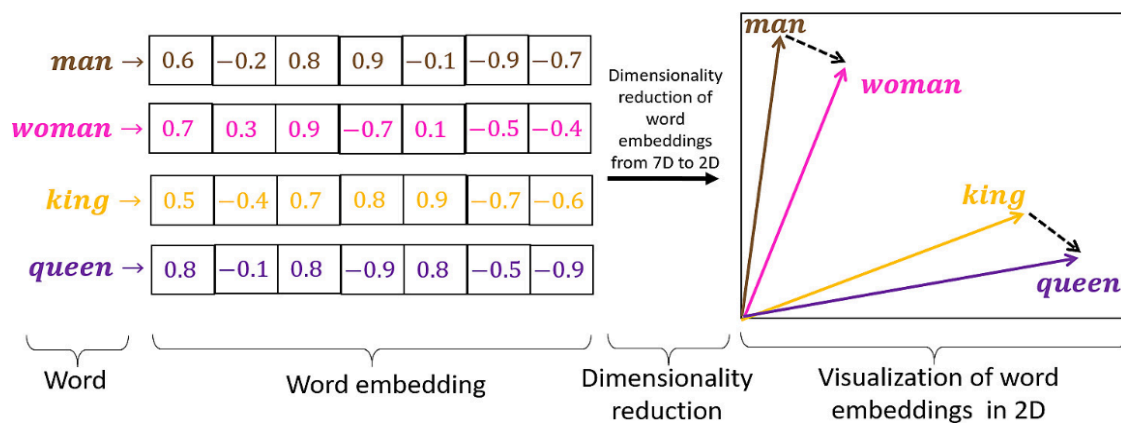 man → 0.6 −0.2 0.8 0.9 −0.1 −0.9 −0.7
woman → 0.7 0.3 0.9 −0.7 0.1 −0.5 −0.4
king → 0.5 −0.4 0.7 0.8 0.9 −0.7 −0.6
queen → 0.8 −0.1 0.8 −0.9 0.8 −0.5 −0.9
Dimensionality
reduction of
word
embeddings
from 7D to 2D
man
woman
king
queen
Word
Word embedding
Dimensionality
reduction
Visualization of word
embeddings in 2D